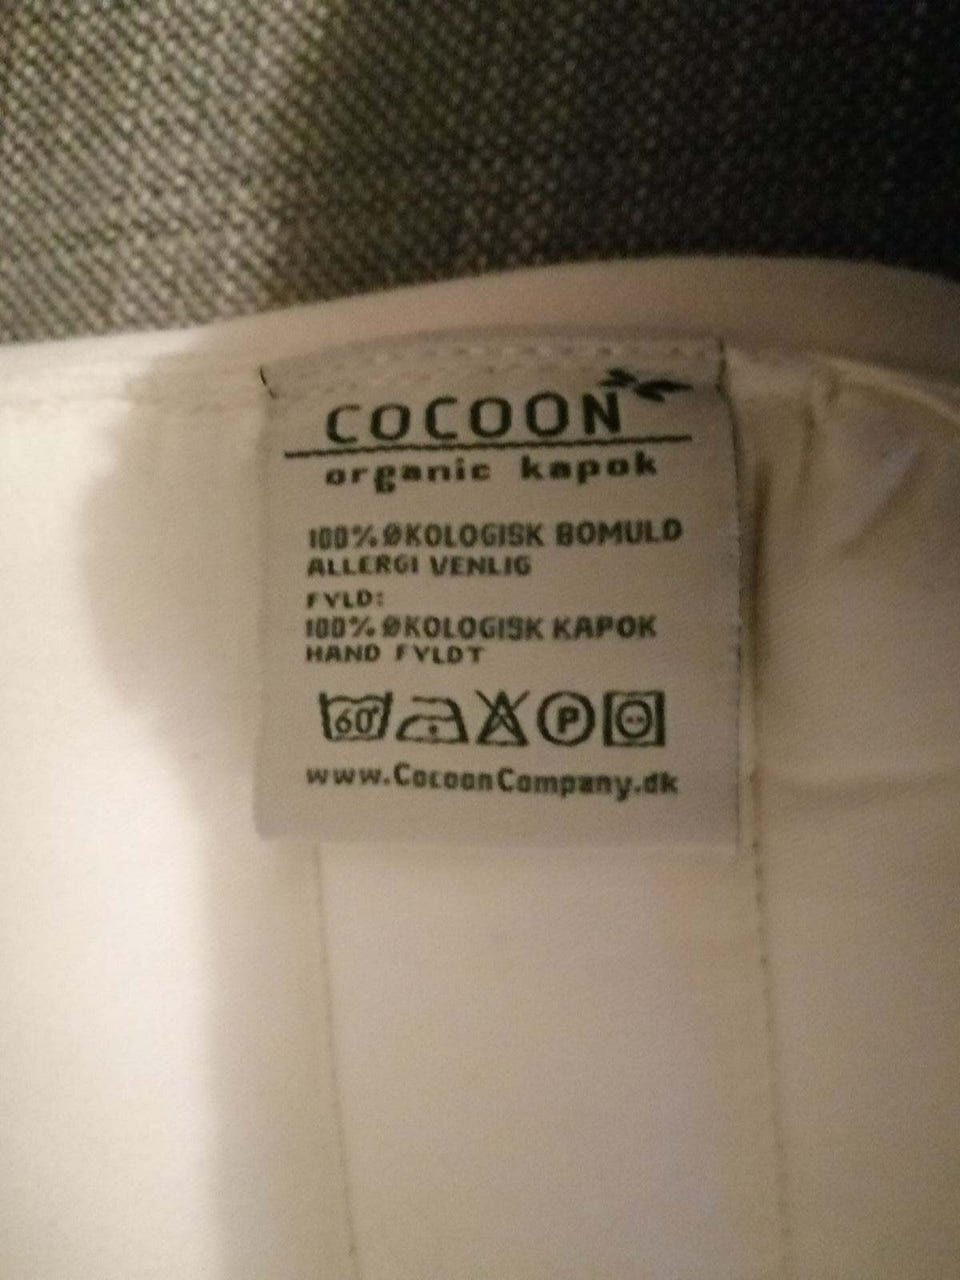 COCOON
organic kapok
100% ØKOLOGISK BOMULD
ALLERGI VENLIG
FYLD:
100% ØKOLOGISK KAPOK
HAND FYLDT
60° P
www.CocoonCompany.dk